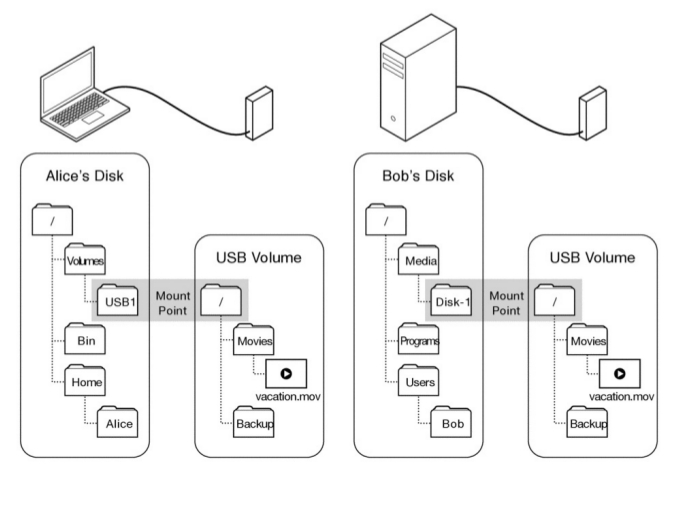 Alice's Disk
/
Volumes
USB1
Bin
Home
Alice
Mount
Point
USB Volume
/
Movies
vacation.mov
Backup
Bob's Disk
/
Media
Disk-1
Programs
Users
Bob
Mount
Point
USB Volume
/
Movies
vacation.mov
Backup